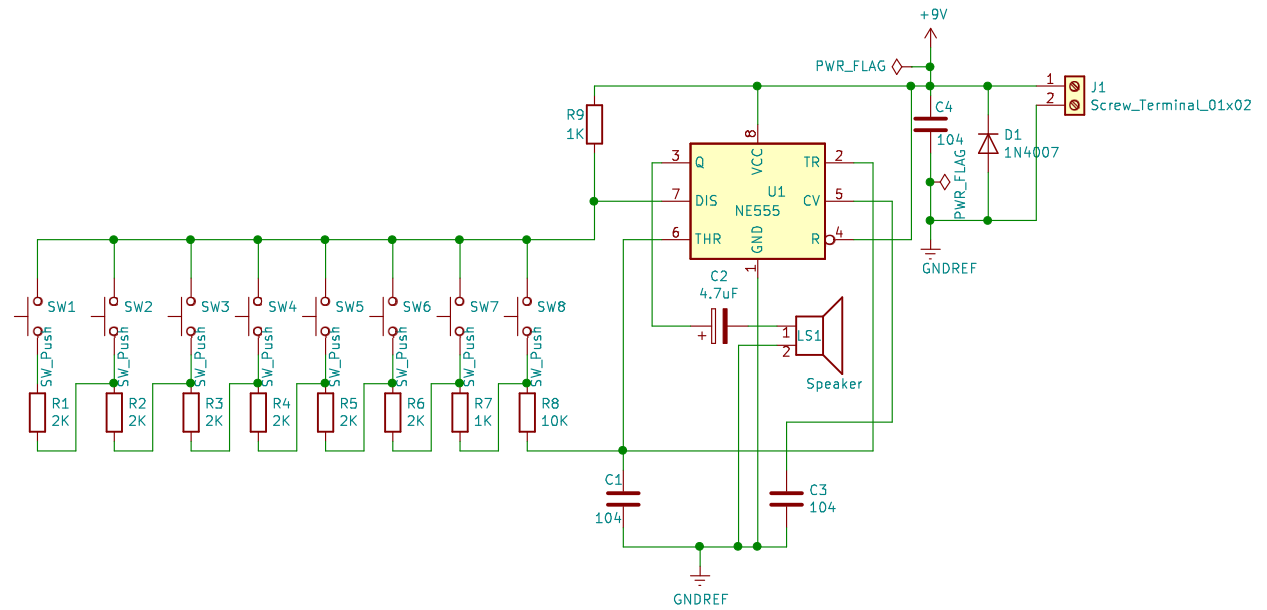 +9V
PWR_FLAG
1
2
J1
Screw_Terminal_01x02
C4
104
D1
1N4007
PWR_FLAG
GNDREF
R9
1K
8
VCC
3
Q
TR
2
7
DIS
U1
NE555
CV
5
6
THR
GND
R
4
1
C2
4.7uF
+
1
2
LS1
Speaker
SW1
SW_Push
SW2
SW_Push
SW3
SW_Push
SW4
SW_Push
SW5
SW_Push
SW6
SW_Push
SW7
SW_Push
SW8
SW_Push
R1
2K
R2
2K
R3
2K
R4
2K
R5
2K
R6
2K
R7
1K
R8
10K
C1
104
C3
104
GNDREF